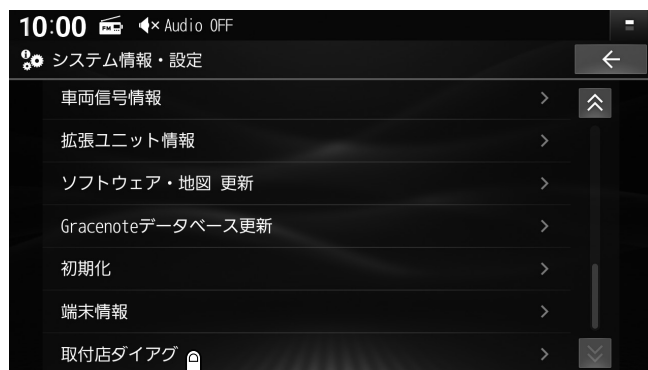 10:00 FM Audio OFF
システム情報・設定
車両信号情報
拡張ユニット情報
ソフトウェア・地図 更新
Gracenoteデータベース更新
初期化
端末情報
取付店ダイアグ